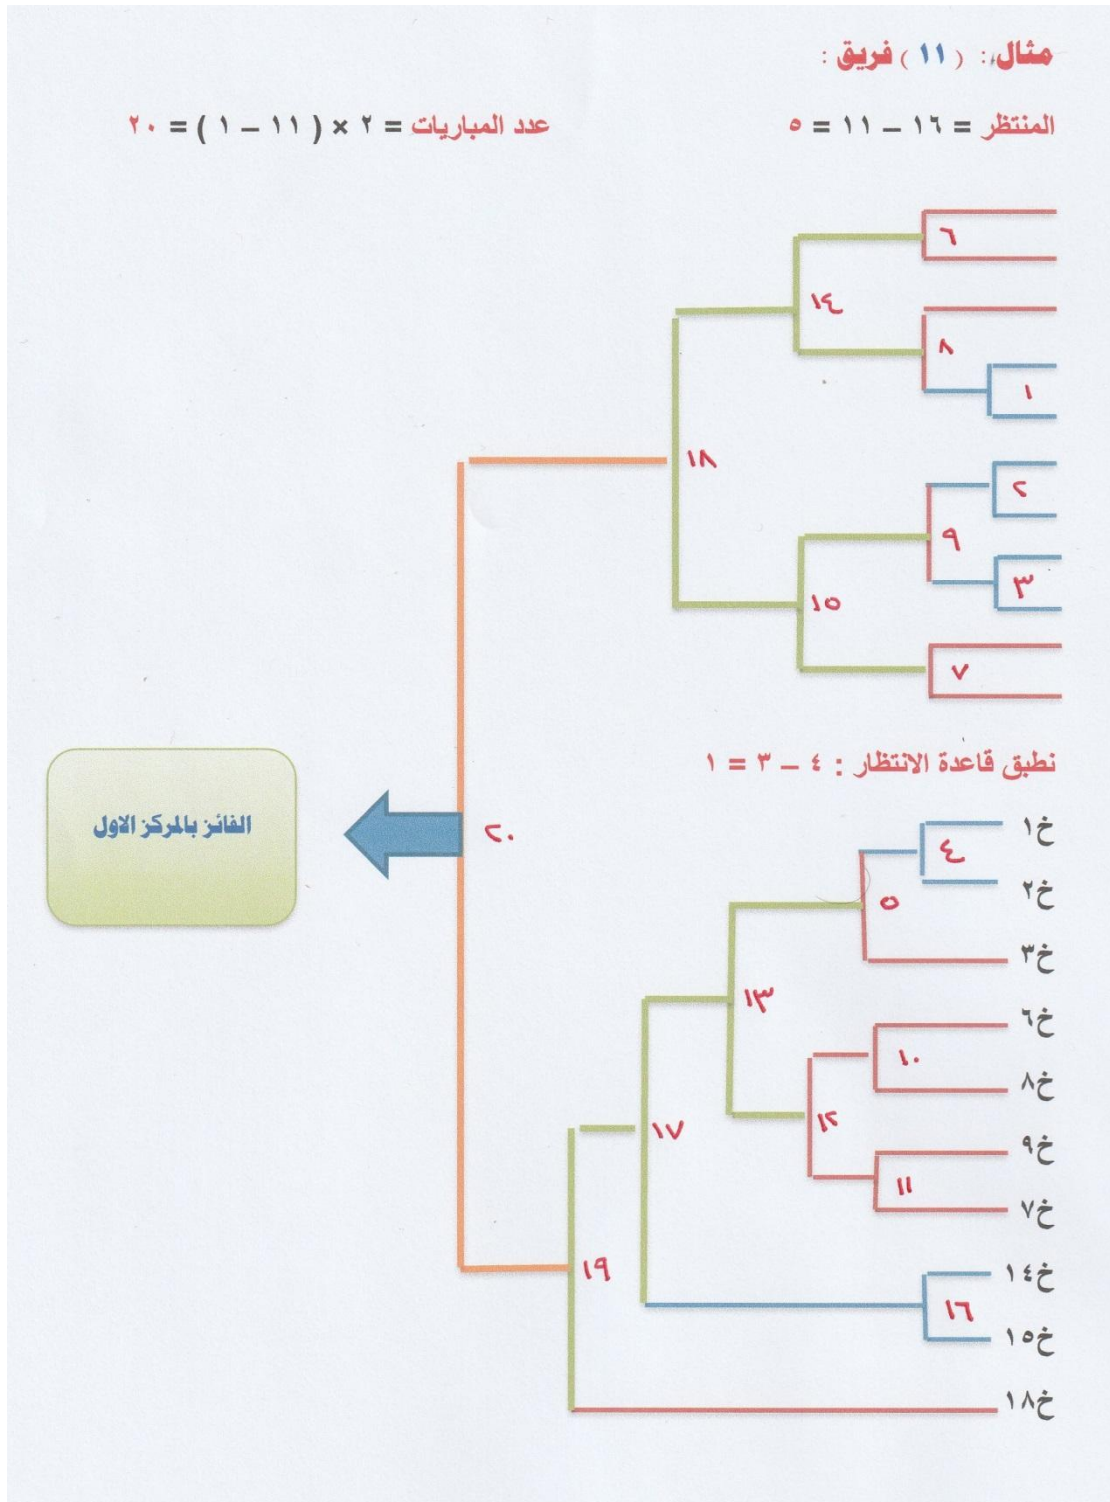 مثال : ( ١١ ) فريق :
المنتظر = ١٦ – ١١ = ٥
عدد المباريات = ٢ × ( ١١ – ١ ) = ٢٠
٦
١٤
٨
١
١٨
٢
٩
٣
١٥
٧
نطبق قاعدة الانتظار : ٤ – ٣ = ١
خ١
٤
خ٢
٥
خ٣
١٣
خ٦
١٠
خ٨
١٢
خ٩
١١
خ٧
١٧
خ١٤
١٦
خ١٥
١٩
خ١٨
٢٠
الفائز بالمركز الاول